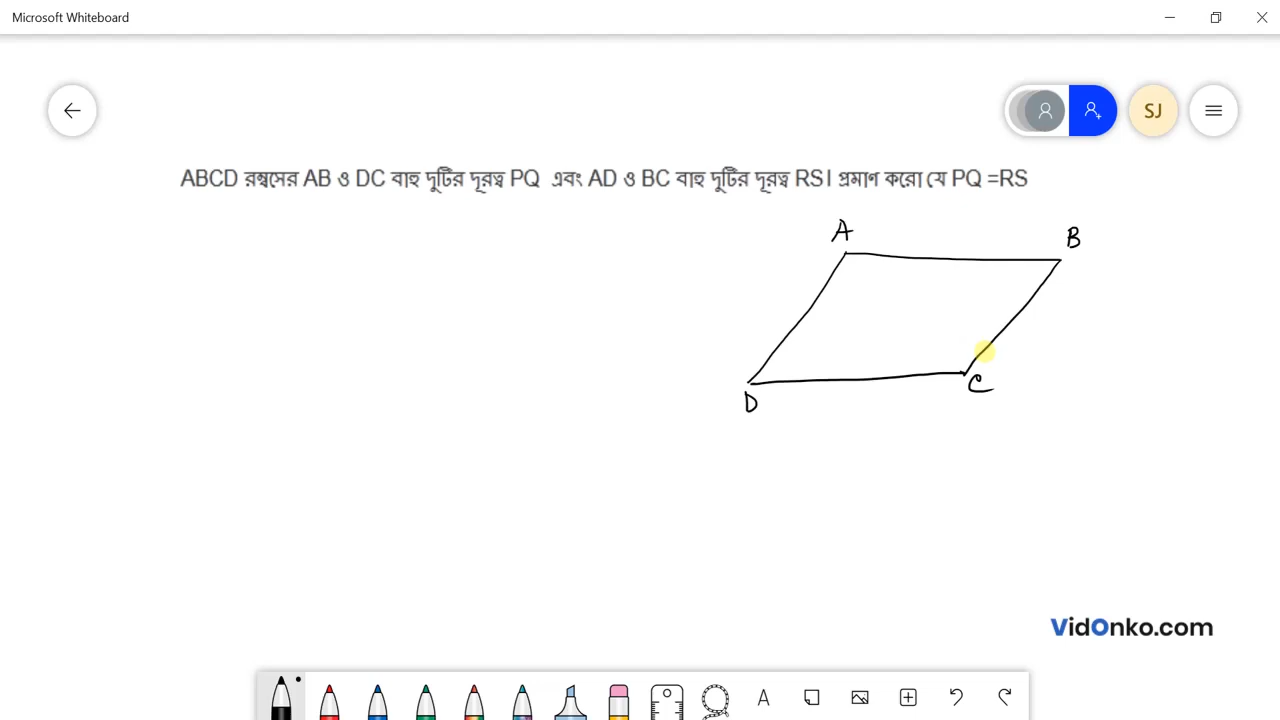 Microsoft Whiteboard
SJ
ABCD রম্বসের AB ও DC বাহু দুটির দূরত্ব PQ এবং AD ও BC বাহু দুটির দূরত্ব RS। প্রমাণ করো যে PQ =RS
A
B
C
D
VidOnko.com
A